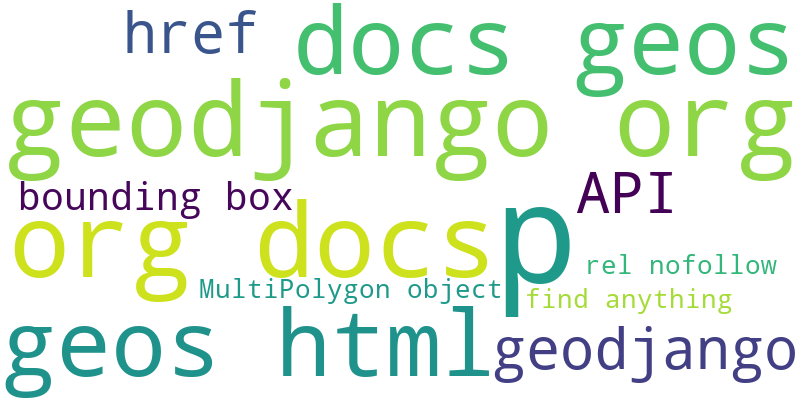 href
docs geos
geodjango org
bounding box
API
org docs
p
rel nofollow
MultiPolygon object
find anything
geos html
geodjango